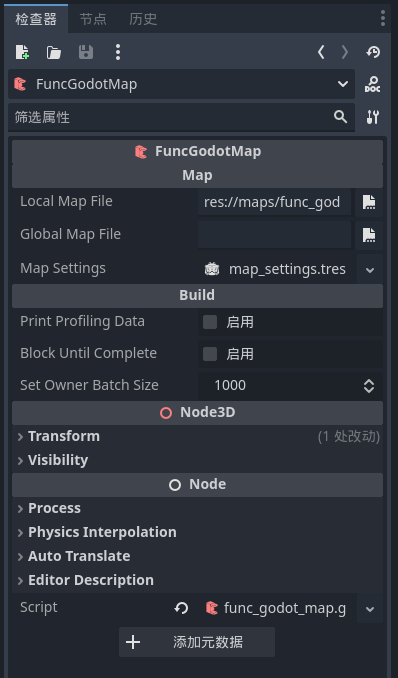 检查器 节点 历史
FuncGodotMap
DOC
筛选属性
FuncGodotMap
Map
Local Map File res://maps/func_god
Global Map File
Map Settings map_settings.tres
Build
Print Profiling Data 启用
Block Until Complete 启用
Set Owner Batch Size 1000
Node3D
Transform (1 处改动)
Visibility
Node
Process
Physics Interpolation
Auto Translate
Editor Description
Script func_godot_map.g
添加元数据